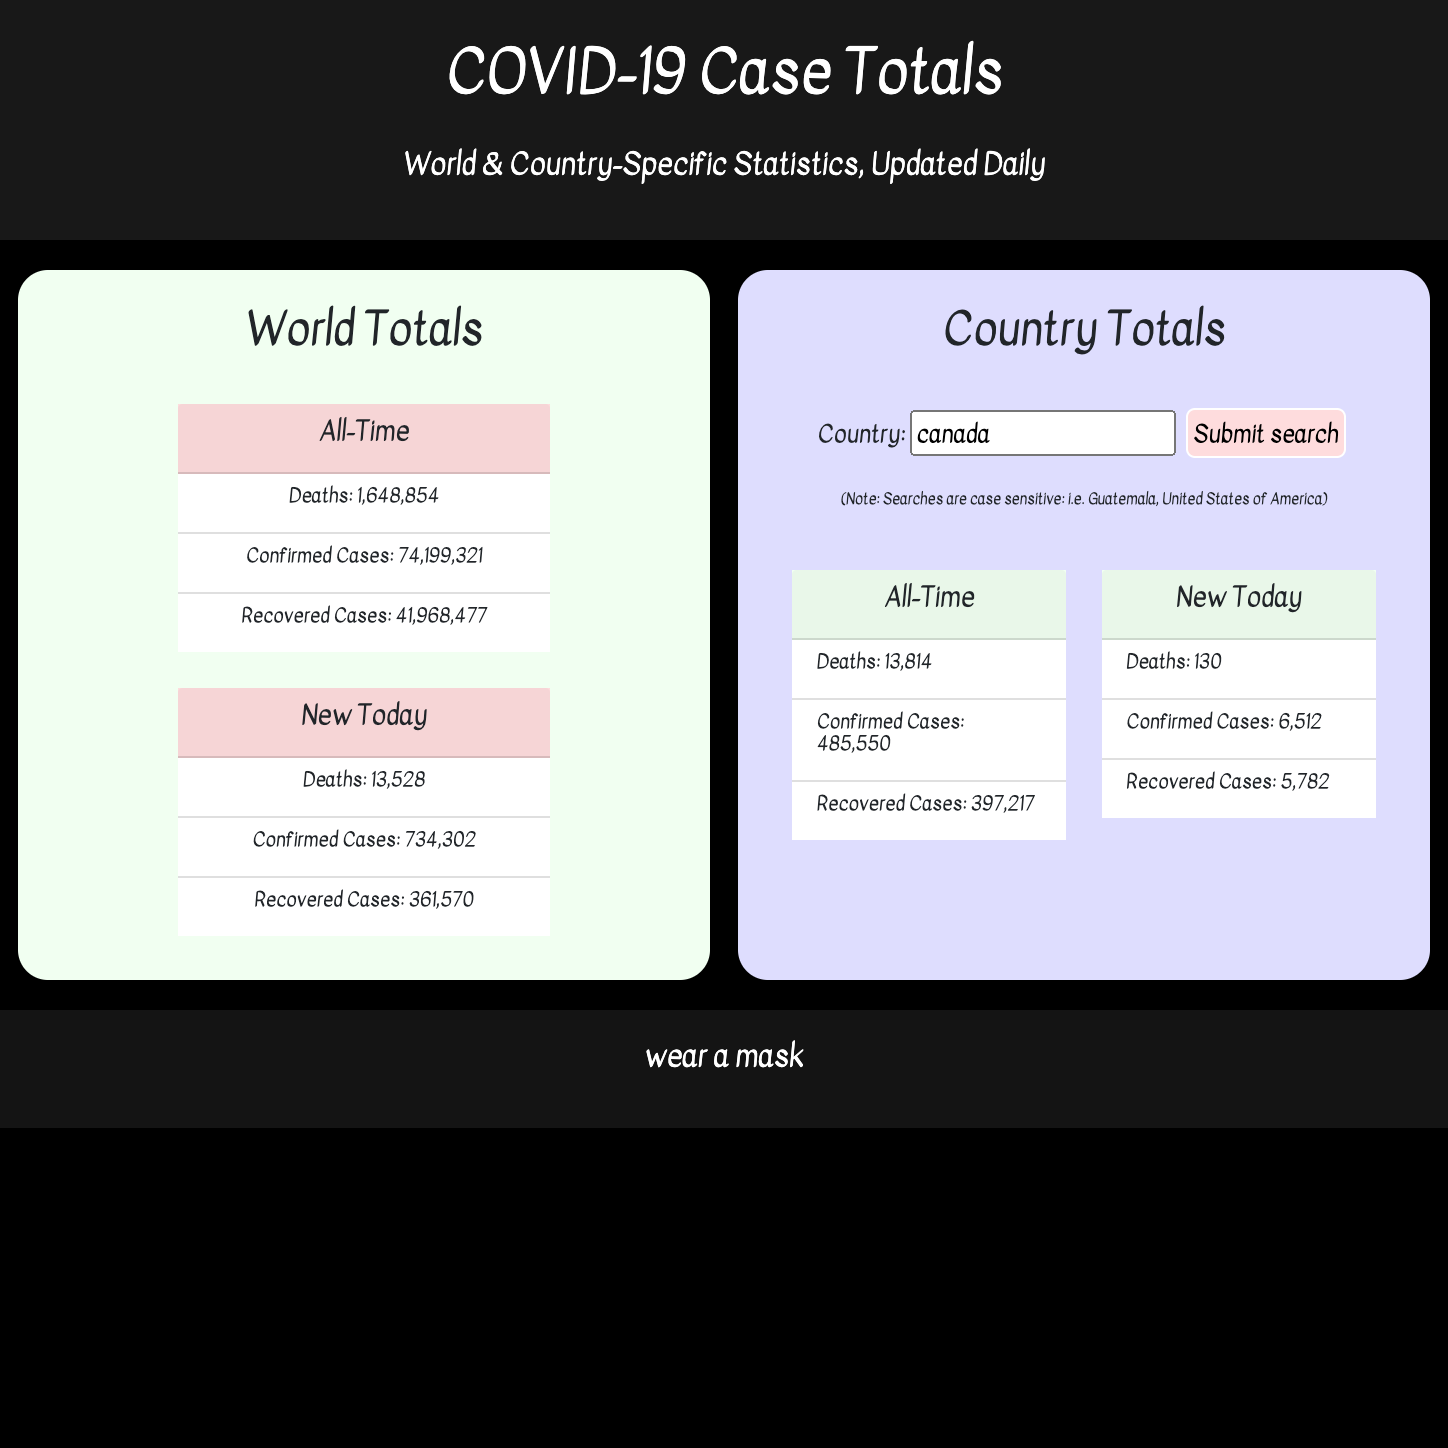 COVID-19 Case Totals
World & Country-Specific Statistics, Updated Daily
World Totals
All-Time
Deaths: 1,648,854
Confirmed Cases: 74,199,321
Recovered Cases: 41,968,477
New Today
Deaths: 13,528
Confirmed Cases: 734,302
Recovered Cases: 361,570
Country Totals
Country: canada Submit search
(Note: Searches are case sensitive: i.e. Guatemala, United States of America)
All-Time
Deaths: 13,814
Confirmed Cases:
485,550
Recovered Cases: 397,217
New Today
Deaths: 130
Confirmed Cases: 6,512
Recovered Cases: 5,782
wear a mask